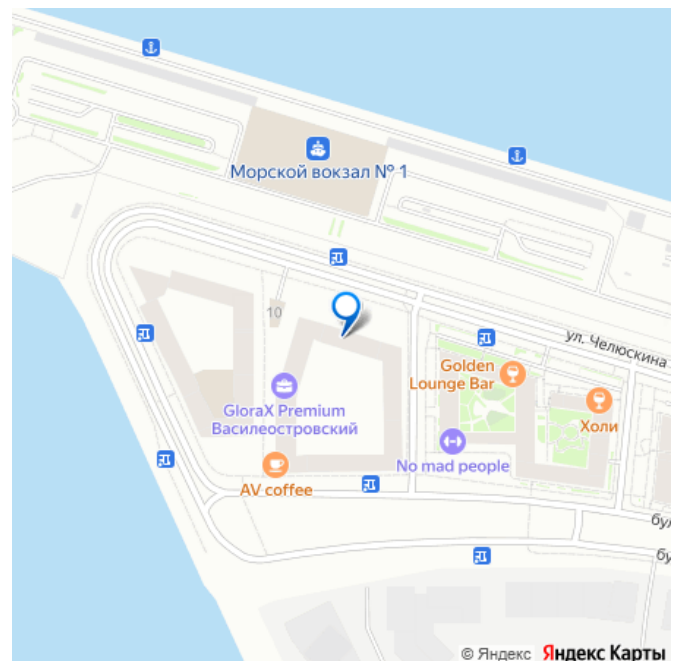 Морской вокзал № 1
10
ул. Челюскина
Golden
Lounge Bar
Холи
GloraX Premium
Василеостровский
No mad people
AV coffee
бул
бу
© Яндекс Яндекс Карты